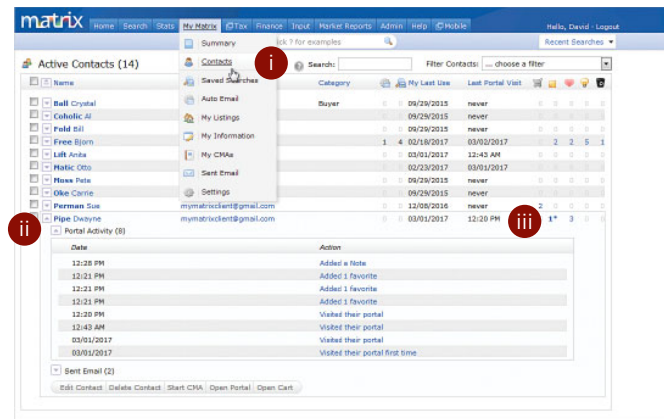 matrix Home Search Stats My Matrix Tax Finance Input Market Reports Admin Help Mobile Hello, David - Logout
Summary ick ? for examples Recent Searches
Active Contacts (14) Contacts i Search: Filter Contacts: ... choose a filter
Name Saved Searches Category My Last Use Last Portal Visit
Auto Email
Ball Crystal Buyer 0 0 09/29/2015 never
Coholic Al My Listings 09/29/2015 never
Fold Bill 09/29/2015 never
Free Bjorn My Information 1 4 02/18/2017 03/02/2017 2 2 5 1
Lift Anita My CMAs 03/01/2017 12:43 AM
Matic Otto 02/23/2017 03/01/2017
Moss Pete Sent Email 09/29/2015 never
Oke Carrie Settings 09/29/2015 never
Perman Sue mymatrixclient@gmail.com 12/08/2016 never 2
ii Pipe Dwayne mymatrixclient@gmail.com 03/01/2017 12:20 PM iii 1* 3
Portal Activity (8)
Date Action
12:28 PM Added a Note
12:21 PM Added 1 favorite
12:21 PM Added 1 favorite
12:21 PM Added 1 favorite
12:20 PM Visited their portal
12:43 AM Visited their portal
03/01/2017 Visited their portal
03/01/2017 Visited their portal first time
Sent Email (2)
Edit Contact Delete Contact Start CMA Open Portal Open Cart